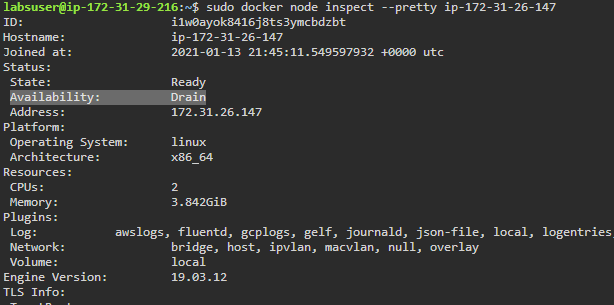 labsuser@ip-172-31-29-216:~$ sudo docker node inspect --pretty ip-172-31-26-147
ID: i1w0ayok8416j8ts3ymcbdzbt
Hostname: ip-172-31-26-147
Joined at: 2021-01-13 21:45:11.549597932 +0000 utc
Status:
State: Ready
Availability: Drain
Address: 172.31.26.147
Platform:
Operating System: linux
Architecture: x86_64
Resources:
CPUs: 2
Memory: 3.842GiB
Plugins:
Log: awslogs, fluentd, gcplogs, gelf, journald, json-file, local, logentries,
Network: bridge, host, ipvlan, macvlan, null, overlay
Volume: local
Engine Version: 19.03.12
TLS Info: